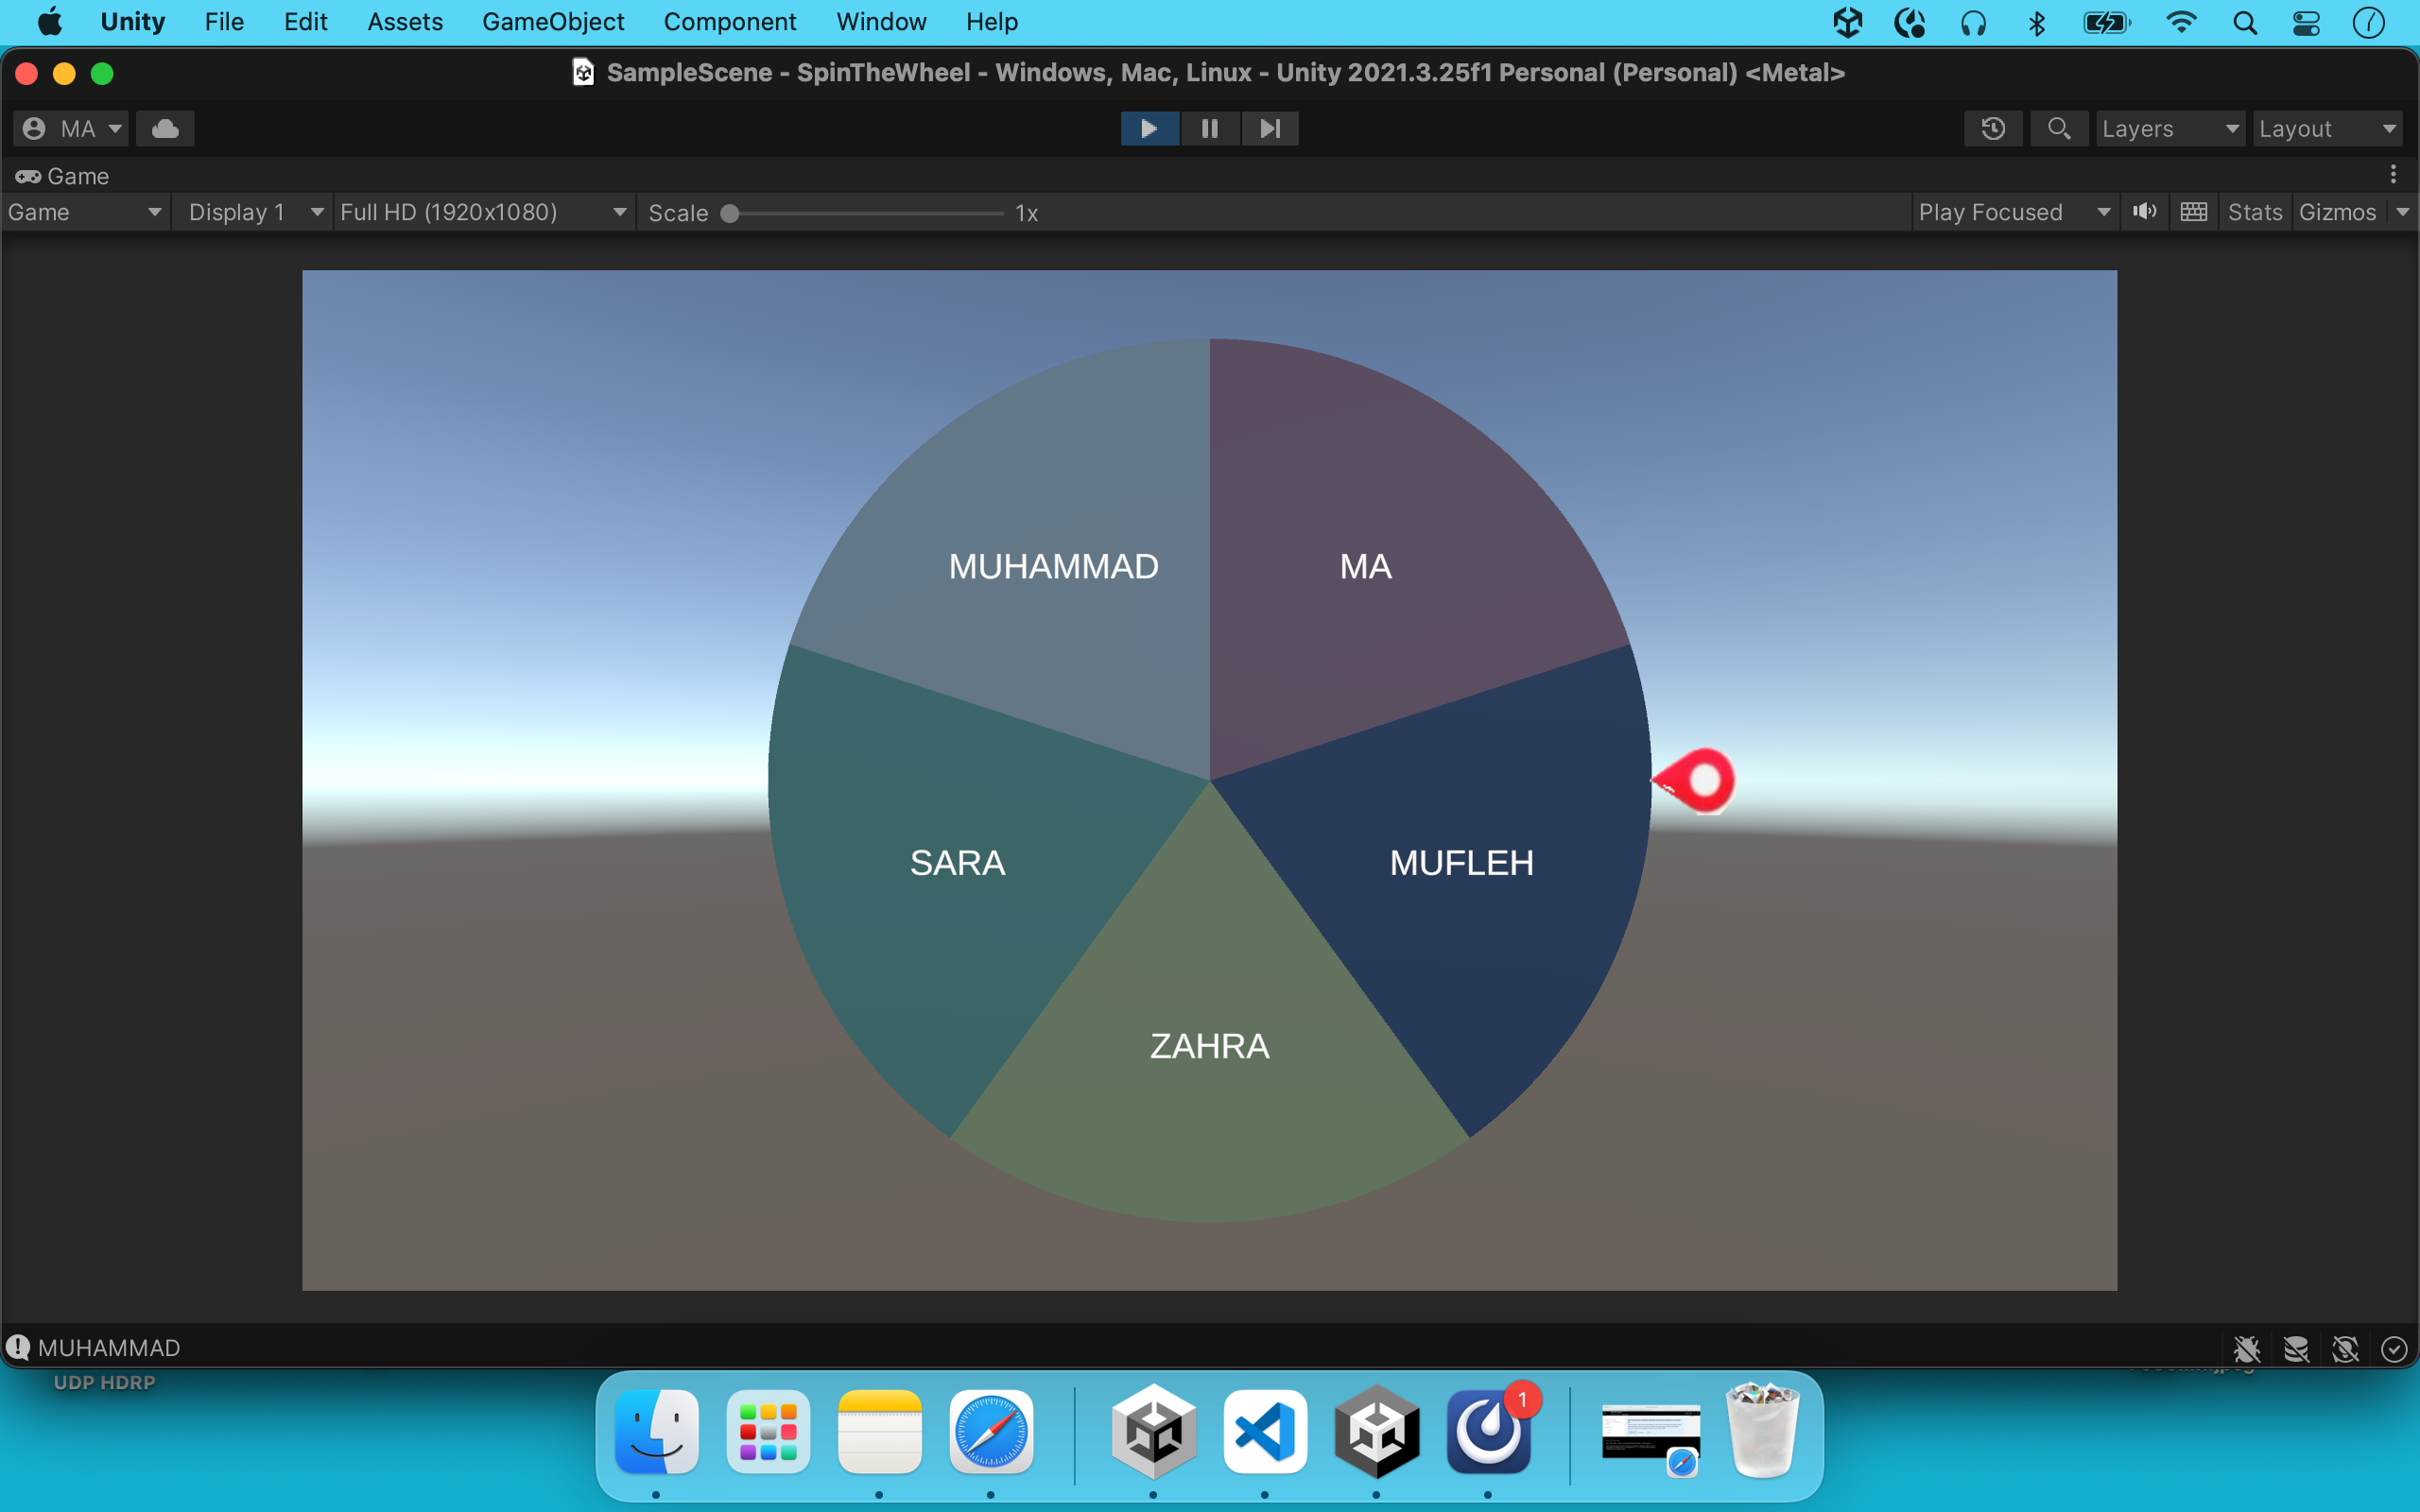 Unity File Edit Assets GameObject Component Window Help
SampleScene - SpinTheWheel - Windows, Mac, Linux - Unity 2021.3.25f1 Personal (Personal) <Metal>
MA Layers Layout
Game
Game Display 1 Full HD (1920x1080) Scale 1x Play Focused Stats Gizmos
MUHAMMAD MA
SARA MUFLEH
ZAHRA
MUHAMMAD
UDP HDRP
1